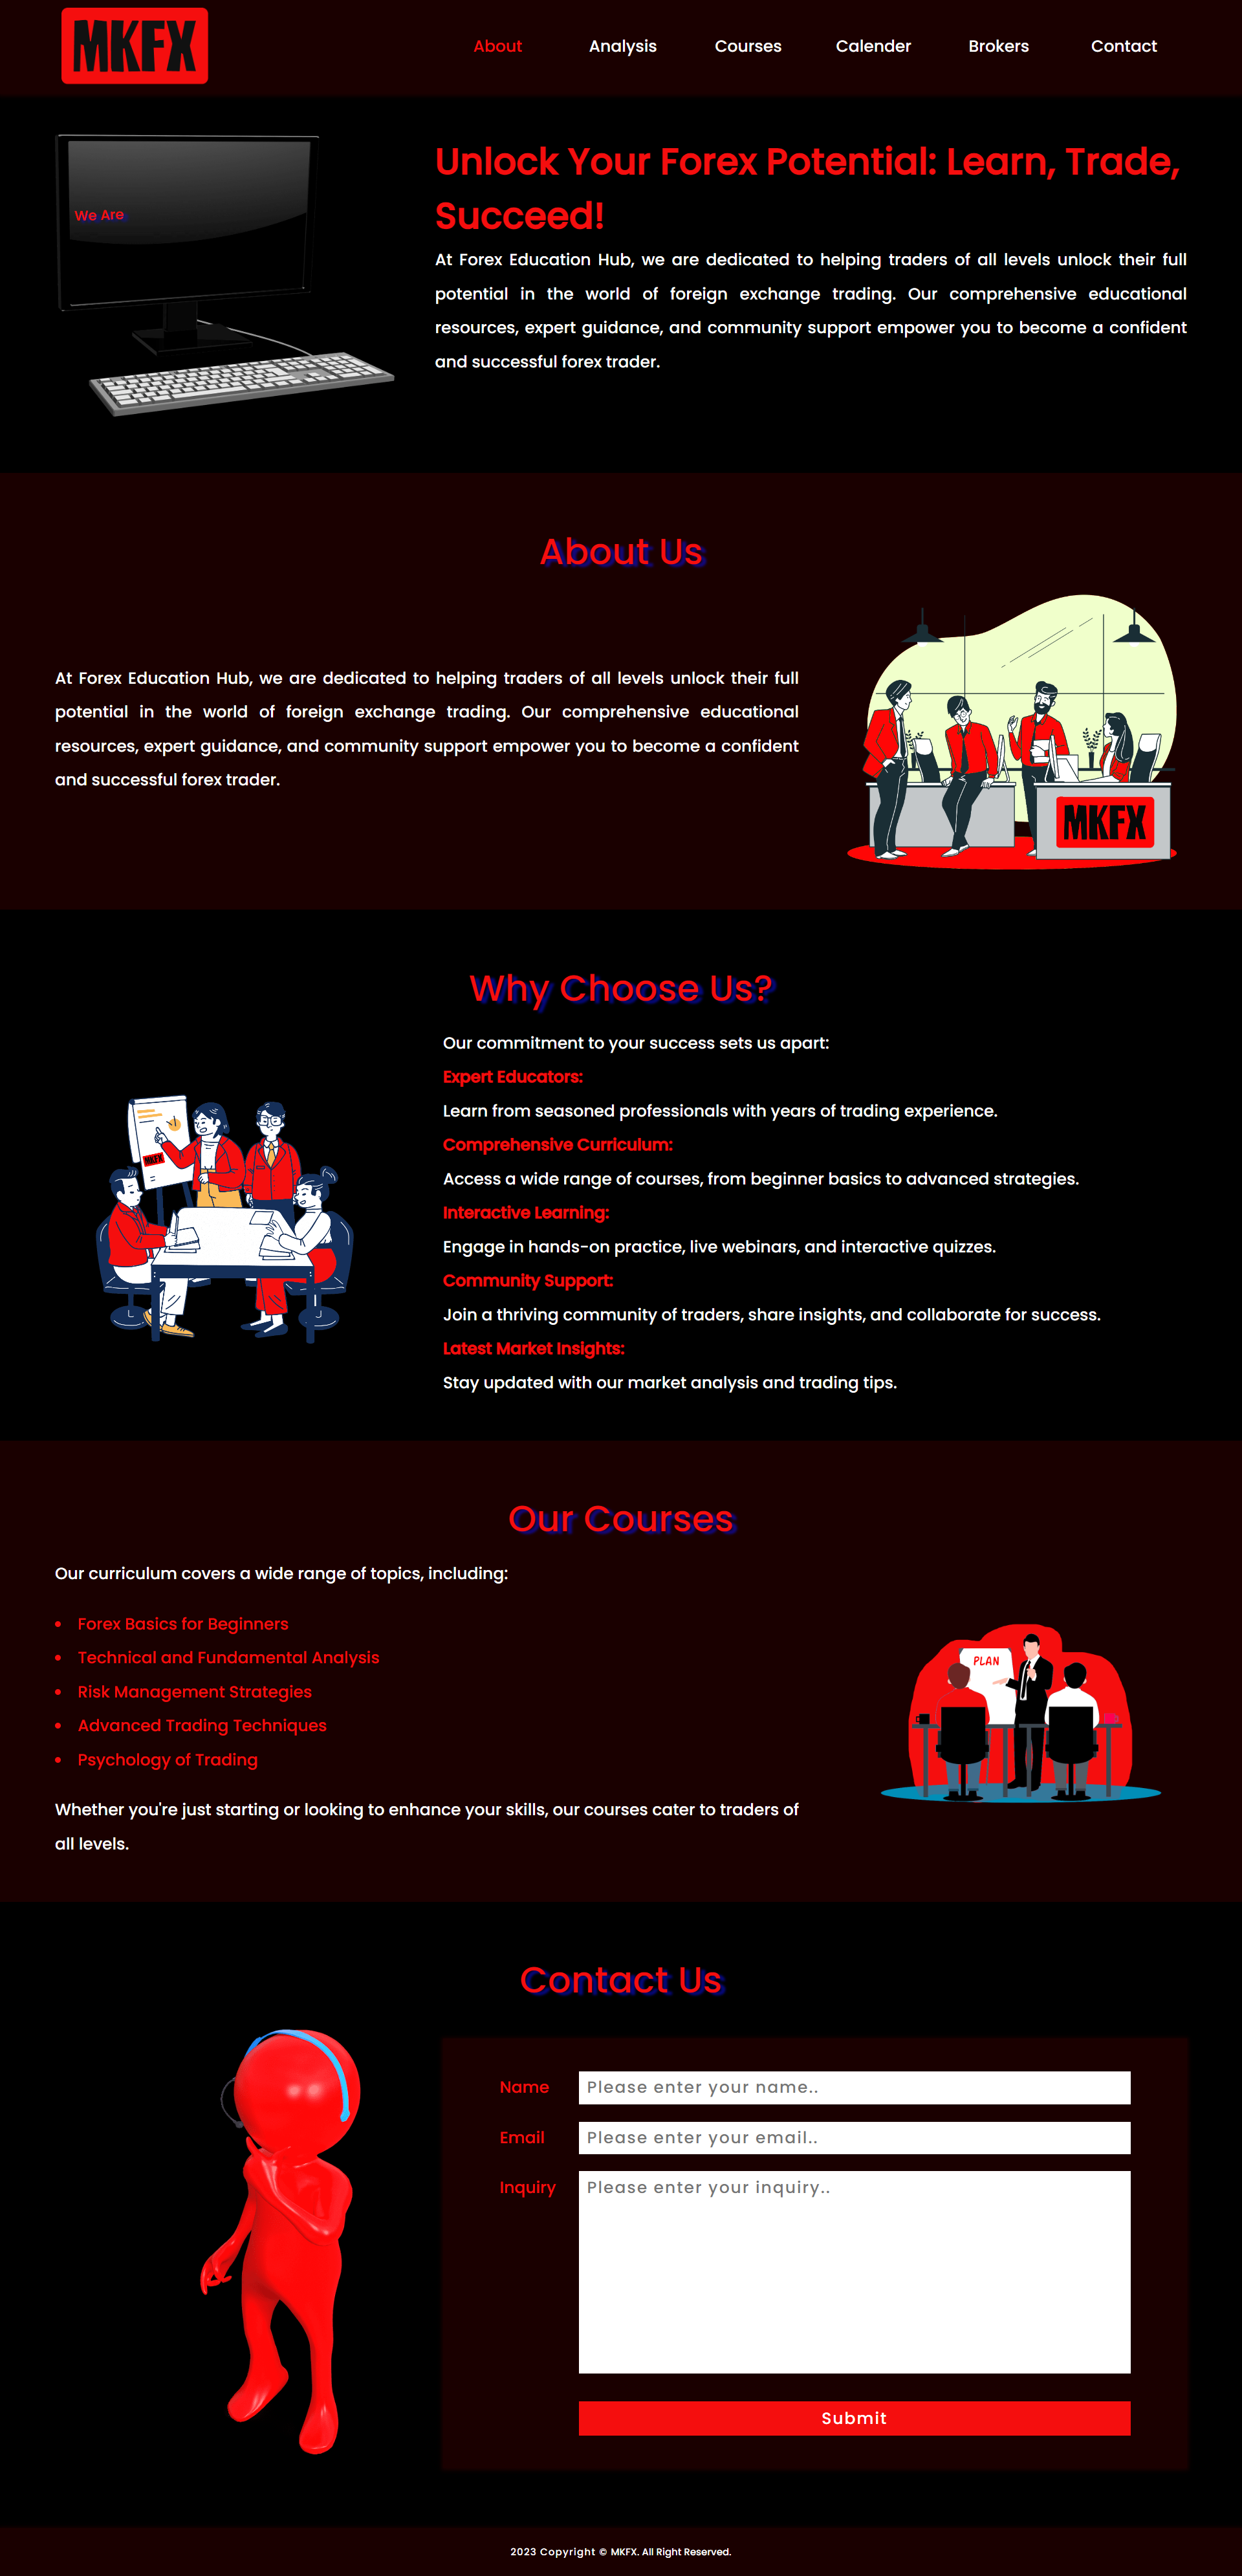 MKFX
About Analysis Courses Calender Brokers Contact
We Are
Unlock Your Forex Potential: Learn, Trade,
Succeed!
At Forex Education Hub, we are dedicated to helping traders of all levels unlock their full
potential in the world of foreign exchange trading. Our comprehensive educational
resources, expert guidance, and community support empower you to become a confident
and successful forex trader.
About Us
At Forex Education Hub, we are dedicated to helping traders of all levels unlock their full
potential in the world of foreign exchange trading. Our comprehensive educational
resources, expert guidance, and community support empower you to become a confident
and successful forex trader.
MKFX
Why Choose Us?
MKFX
Our commitment to your success sets us apart:
Expert Educators:
Learn from seasoned professionals with years of trading experience.
Comprehensive Curriculum:
Access a wide range of courses, from beginner basics to advanced strategies.
Interactive Learning:
Engage in hands-on practice, live webinars, and interactive quizzes.
Community Support:
Join a thriving community of traders, share insights, and collaborate for success.
Latest Market Insights:
Stay updated with our market analysis and trading tips.
Our Courses
Our curriculum covers a wide range of topics, including:
• Forex Basics for Beginners
• Technical and Fundamental Analysis
• Risk Management Strategies
• Advanced Trading Techniques
• Psychology of Trading
Whether you're just starting or looking to enhance your skills, our courses cater to traders of
all levels.
PLAN
Contact Us
Name Please enter your name..
Email Please enter your email..
Inquiry Please enter your inquiry..
Submit
2023 Copyright © MKFX. All Right Reserved.